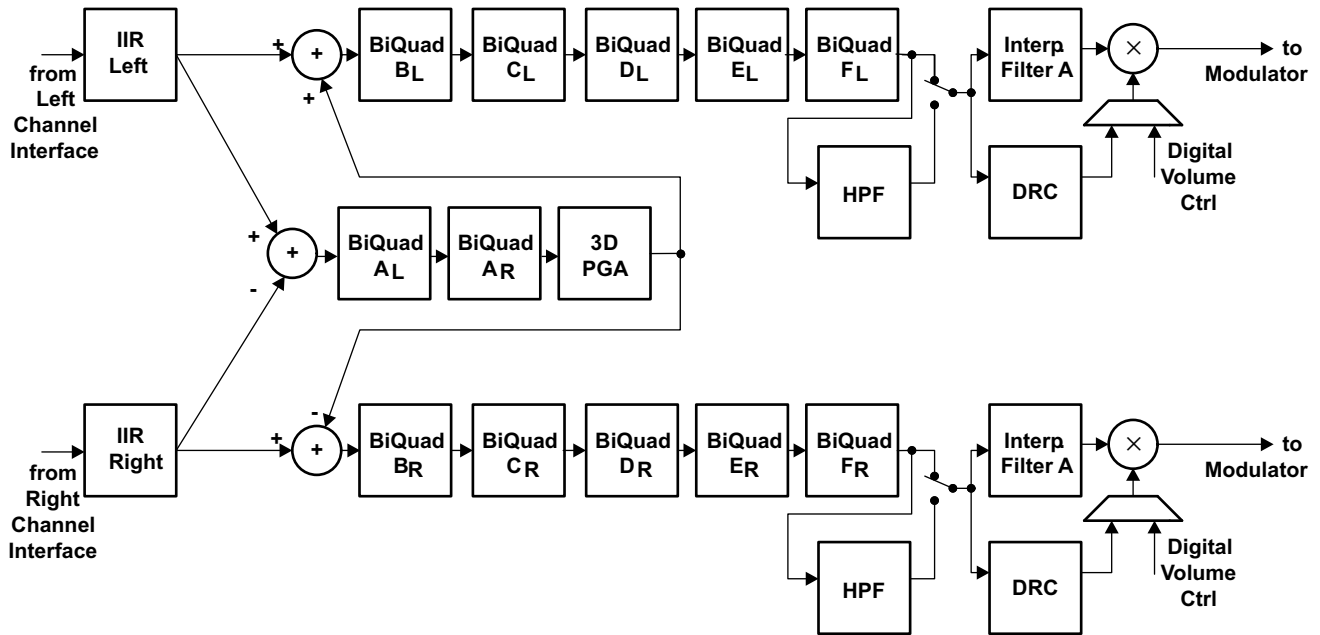 IIR
Left
from
Left
Channel
Interface
+
+
+
BiQuad
BL
BiQuad
CL
BiQuad
DL
BiQuad
EL
BiQuad
FL
HPF
Interp.
Filter A
×
to
Modulator
DRC
Digital
Volume
Ctrl
+
-
+
BiQuad
AL
BiQuad
AR
3D
PGA
IIR
Right
from
Right
Channel
Interface
+
-
+
BiQuad
BR
BiQuad
CR
BiQuad
DR
BiQuad
ER
BiQuad
FR
HPF
Interp.
Filter A
×
to
Modulator
DRC
Digital
Volume
Ctrl